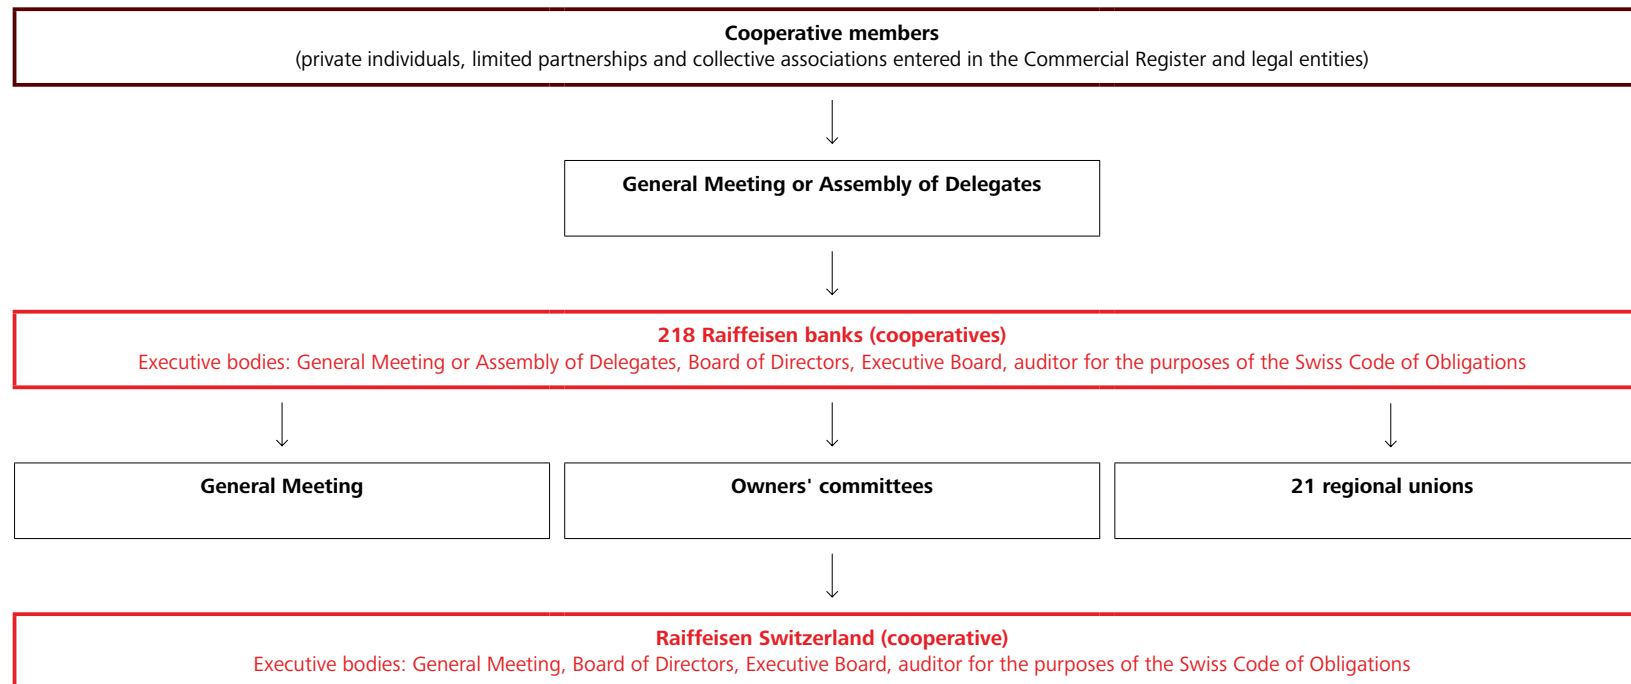 Cooperative members
(private individuals, limited partnerships and collective associations entered in the Commercial Register and legal entities)
General Meeting or Assembly of Delegates
218 Raiffeisen banks (cooperatives)
Executive bodies: General Meeting or Assembly of Delegates, Board of Directors, Executive Board, auditor for the purposes of the Swiss Code of Obligations
General Meeting
Owners' committees
21 regional unions
Raiffeisen Switzerland (cooperative)
Executive bodies: General Meeting, Board of Directors, Executive Board, auditor for the purposes of the Swiss Code of Obligations